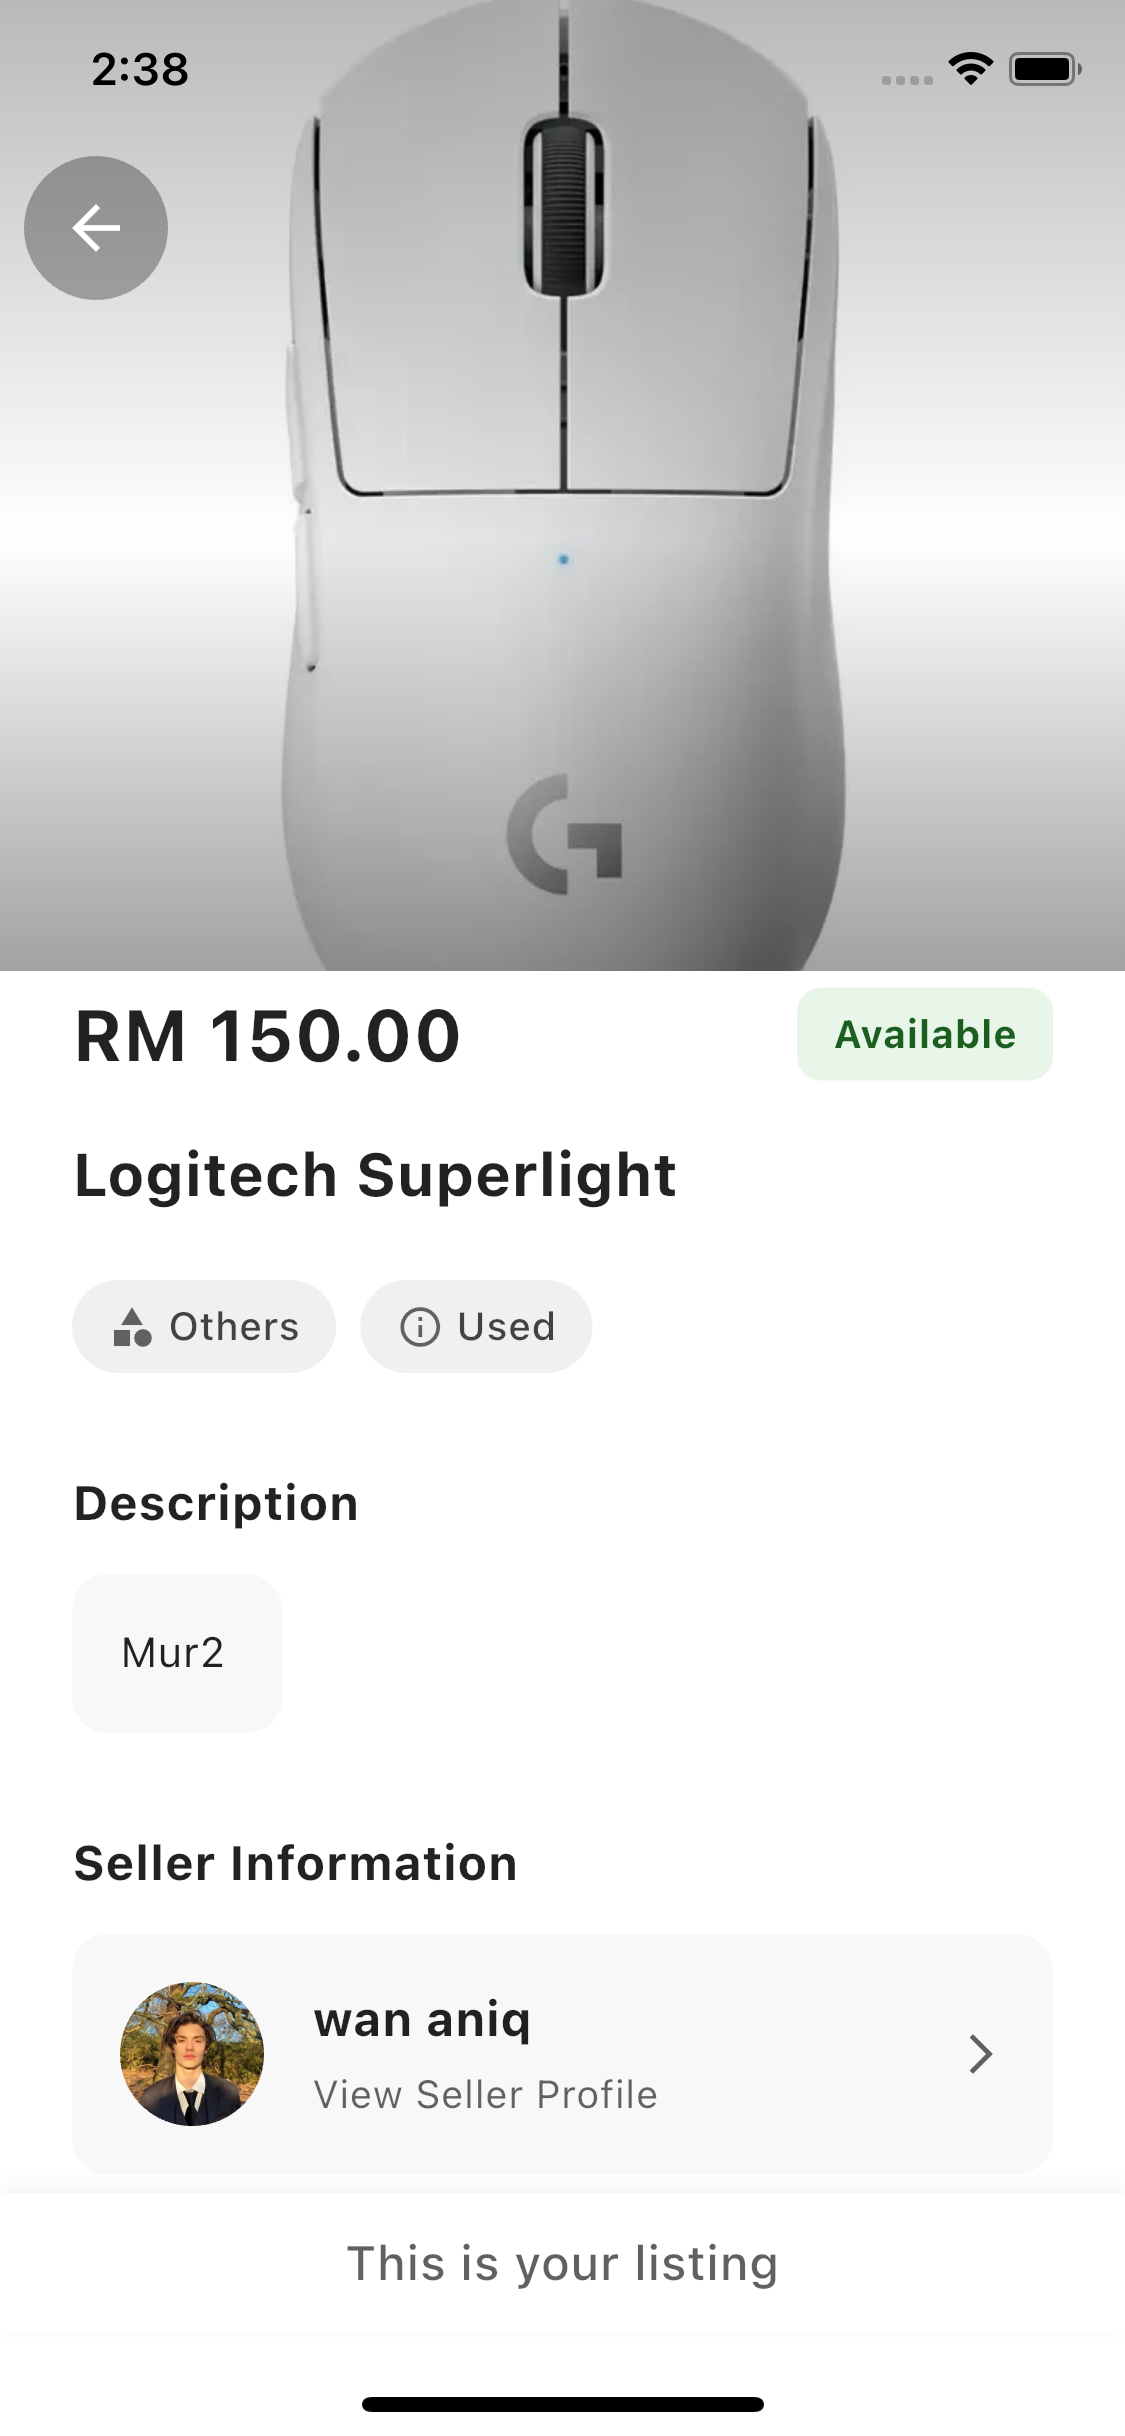 2:38
RM 150.00
Available
Logitech Superlight
Others
Used
Description
Mur2
Seller Information
wan aniq
View Seller Profile
This is your listing